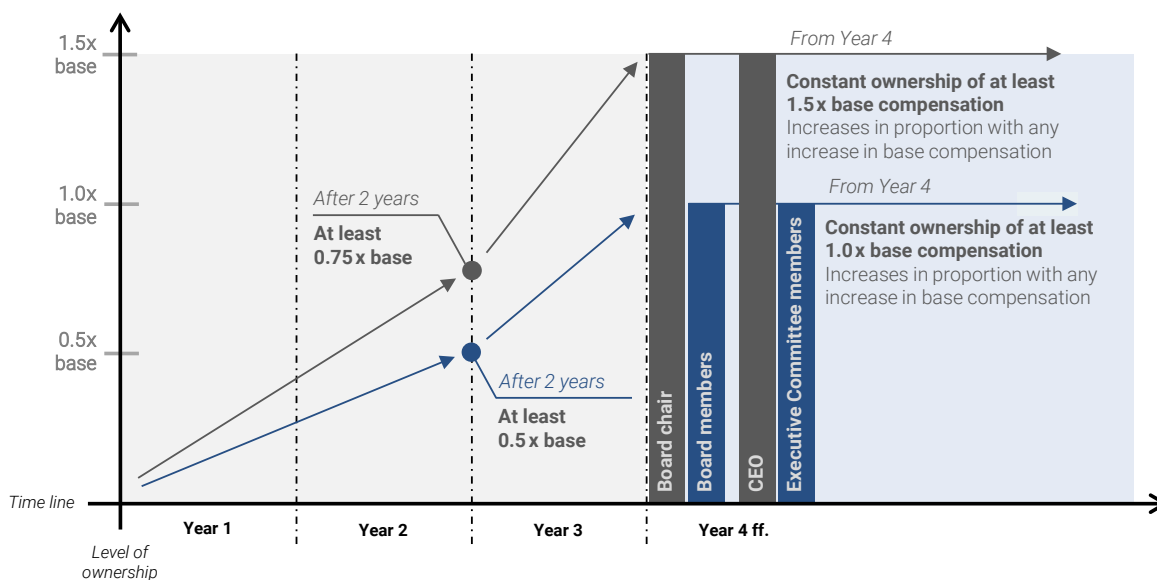 1.5x
base
1.0x
base
0.5x
base
From Year 4
Constant ownership of at least
1.5x base compensation
Increases in proportion with any
increase in base compensation
After 2 years
At least
0.75x base
From Year 4
Constant ownership of at least
1.0x base compensation
Increases in proportion with any
increase in base compensation
After 2 years
At least
0.5x base
Board chair
Board members
CEO
Executive Committee members
Time line
Year 1
Year 2
Year 3
Year 4 ff.
Level of
ownership